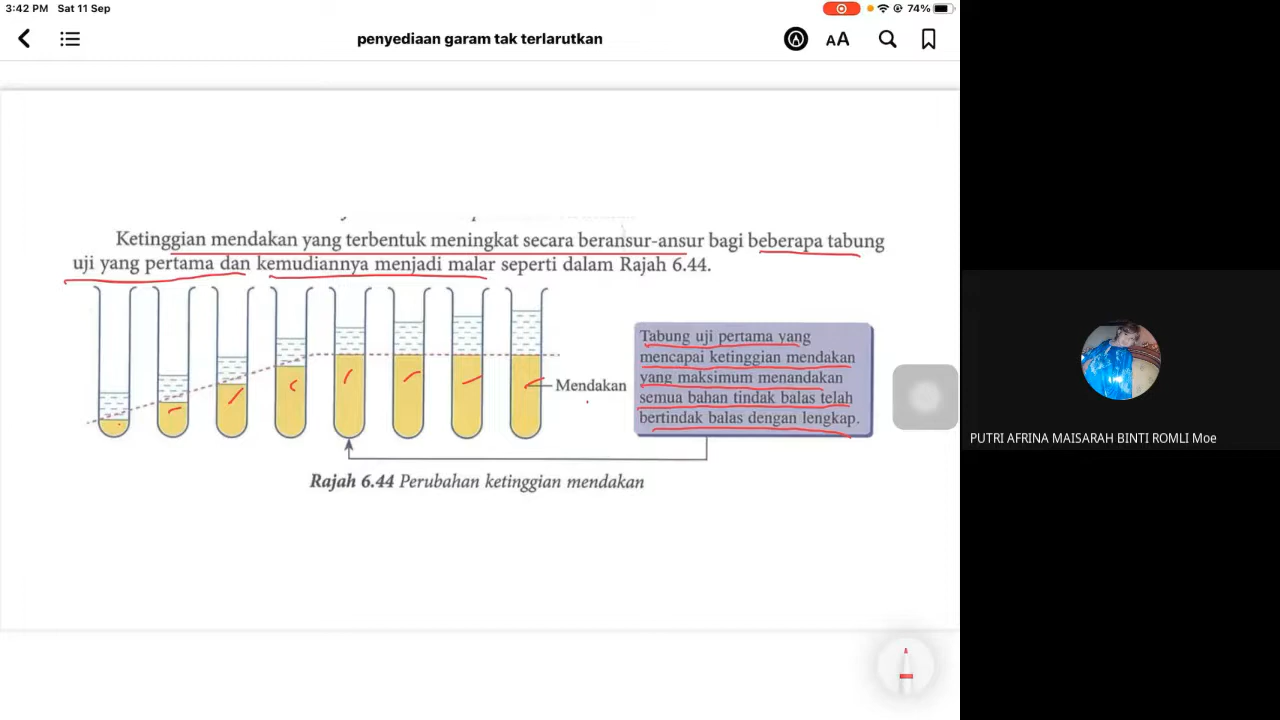 3:42 PM Sat 11 Sep
74%
penyediaan garam tak terlarutkan
AA
Ketinggian mendakan yang terbentuk meningkat secara beransur-ansur bagi beberapa tabung
uji yang pertama dan kemudiannya menjadi malar seperti dalam Rajah 6.44.
Tabung uji pertama yang
mencapai ketinggian mendakan
yang maksimum menandakan
semua bahan tindak balas telah
bertindak balas dengan lengkap.
Mendakan
Rajah 6.44 Perubahan ketinggian mendakan
PUTRI AFRINA MAISARAH BINTI ROMLI Moe